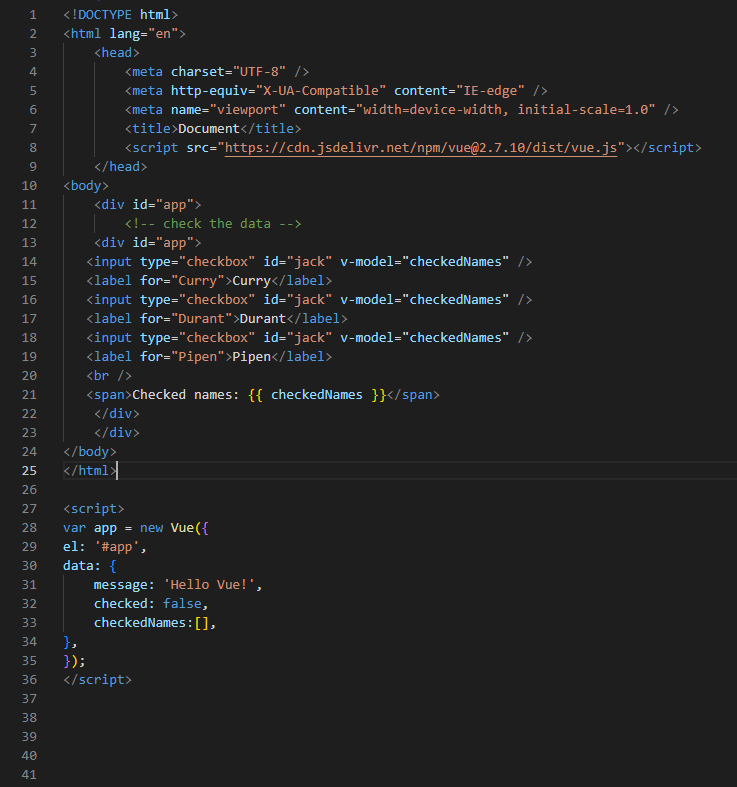 1 <!DOCTYPE html>
2 <html lang="en">
3     <head>
4         <meta charset="UTF-8" />
5         <meta http-equiv="X-UA-Compatible" content="IE-edge" />
6         <meta name="viewport" content="width=device-width, initial-scale=1.0" />
7         <title>Document</title>
8         <script src="https://cdn.jsdelivr.net/npm/vue@2.7.10/dist/vue.js"></script>
9     </head>
10 <body>
11     <div id="app">
12         <!-- check the data -->
13     <div id="app">
14    <input type="checkbox" id="jack" v-model="checkedNames" />
15    <label for="Curry">Curry</label>
16    <input type="checkbox" id="jack" v-model="checkedNames" />
17    <label for="Durant">Durant</label>
18    <input type="checkbox" id="jack" v-model="checkedNames" />
19    <label for="Pipen">Pipen</label>
20    <br />
21    <span>Checked names: {{ checkedNames }}</span>
22     </div>
23     </div>
24 </body>
25 </html>
26
27 <script>
28 var app = new Vue({
29 el: '#app',
30 data: {
31     message: 'Hello Vue!',
32     checked: false,
33     checkedNames:[],
34 },
35 });
36 </script>
37
38
39
40
41